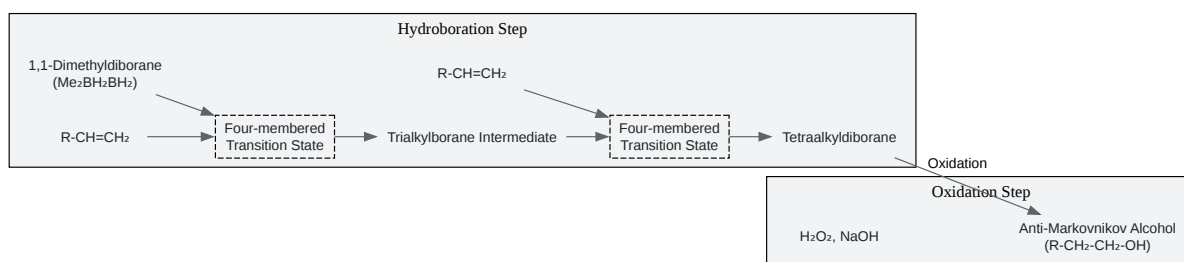 Hydroboration Step
1,1-Dimethyldiborane
(Me₂BH₂BH₂)
R-CH=CH₂
R-CH=CH₂
Four-membered
Transition State
Trialkylborane Intermediate
Four-membered
Transition State
Tetraalkyldiborane
Oxidation
Oxidation Step
H₂O₂, NaOH
Anti-Markovnikov Alcohol
(R-CH₂-CH₂-OH)